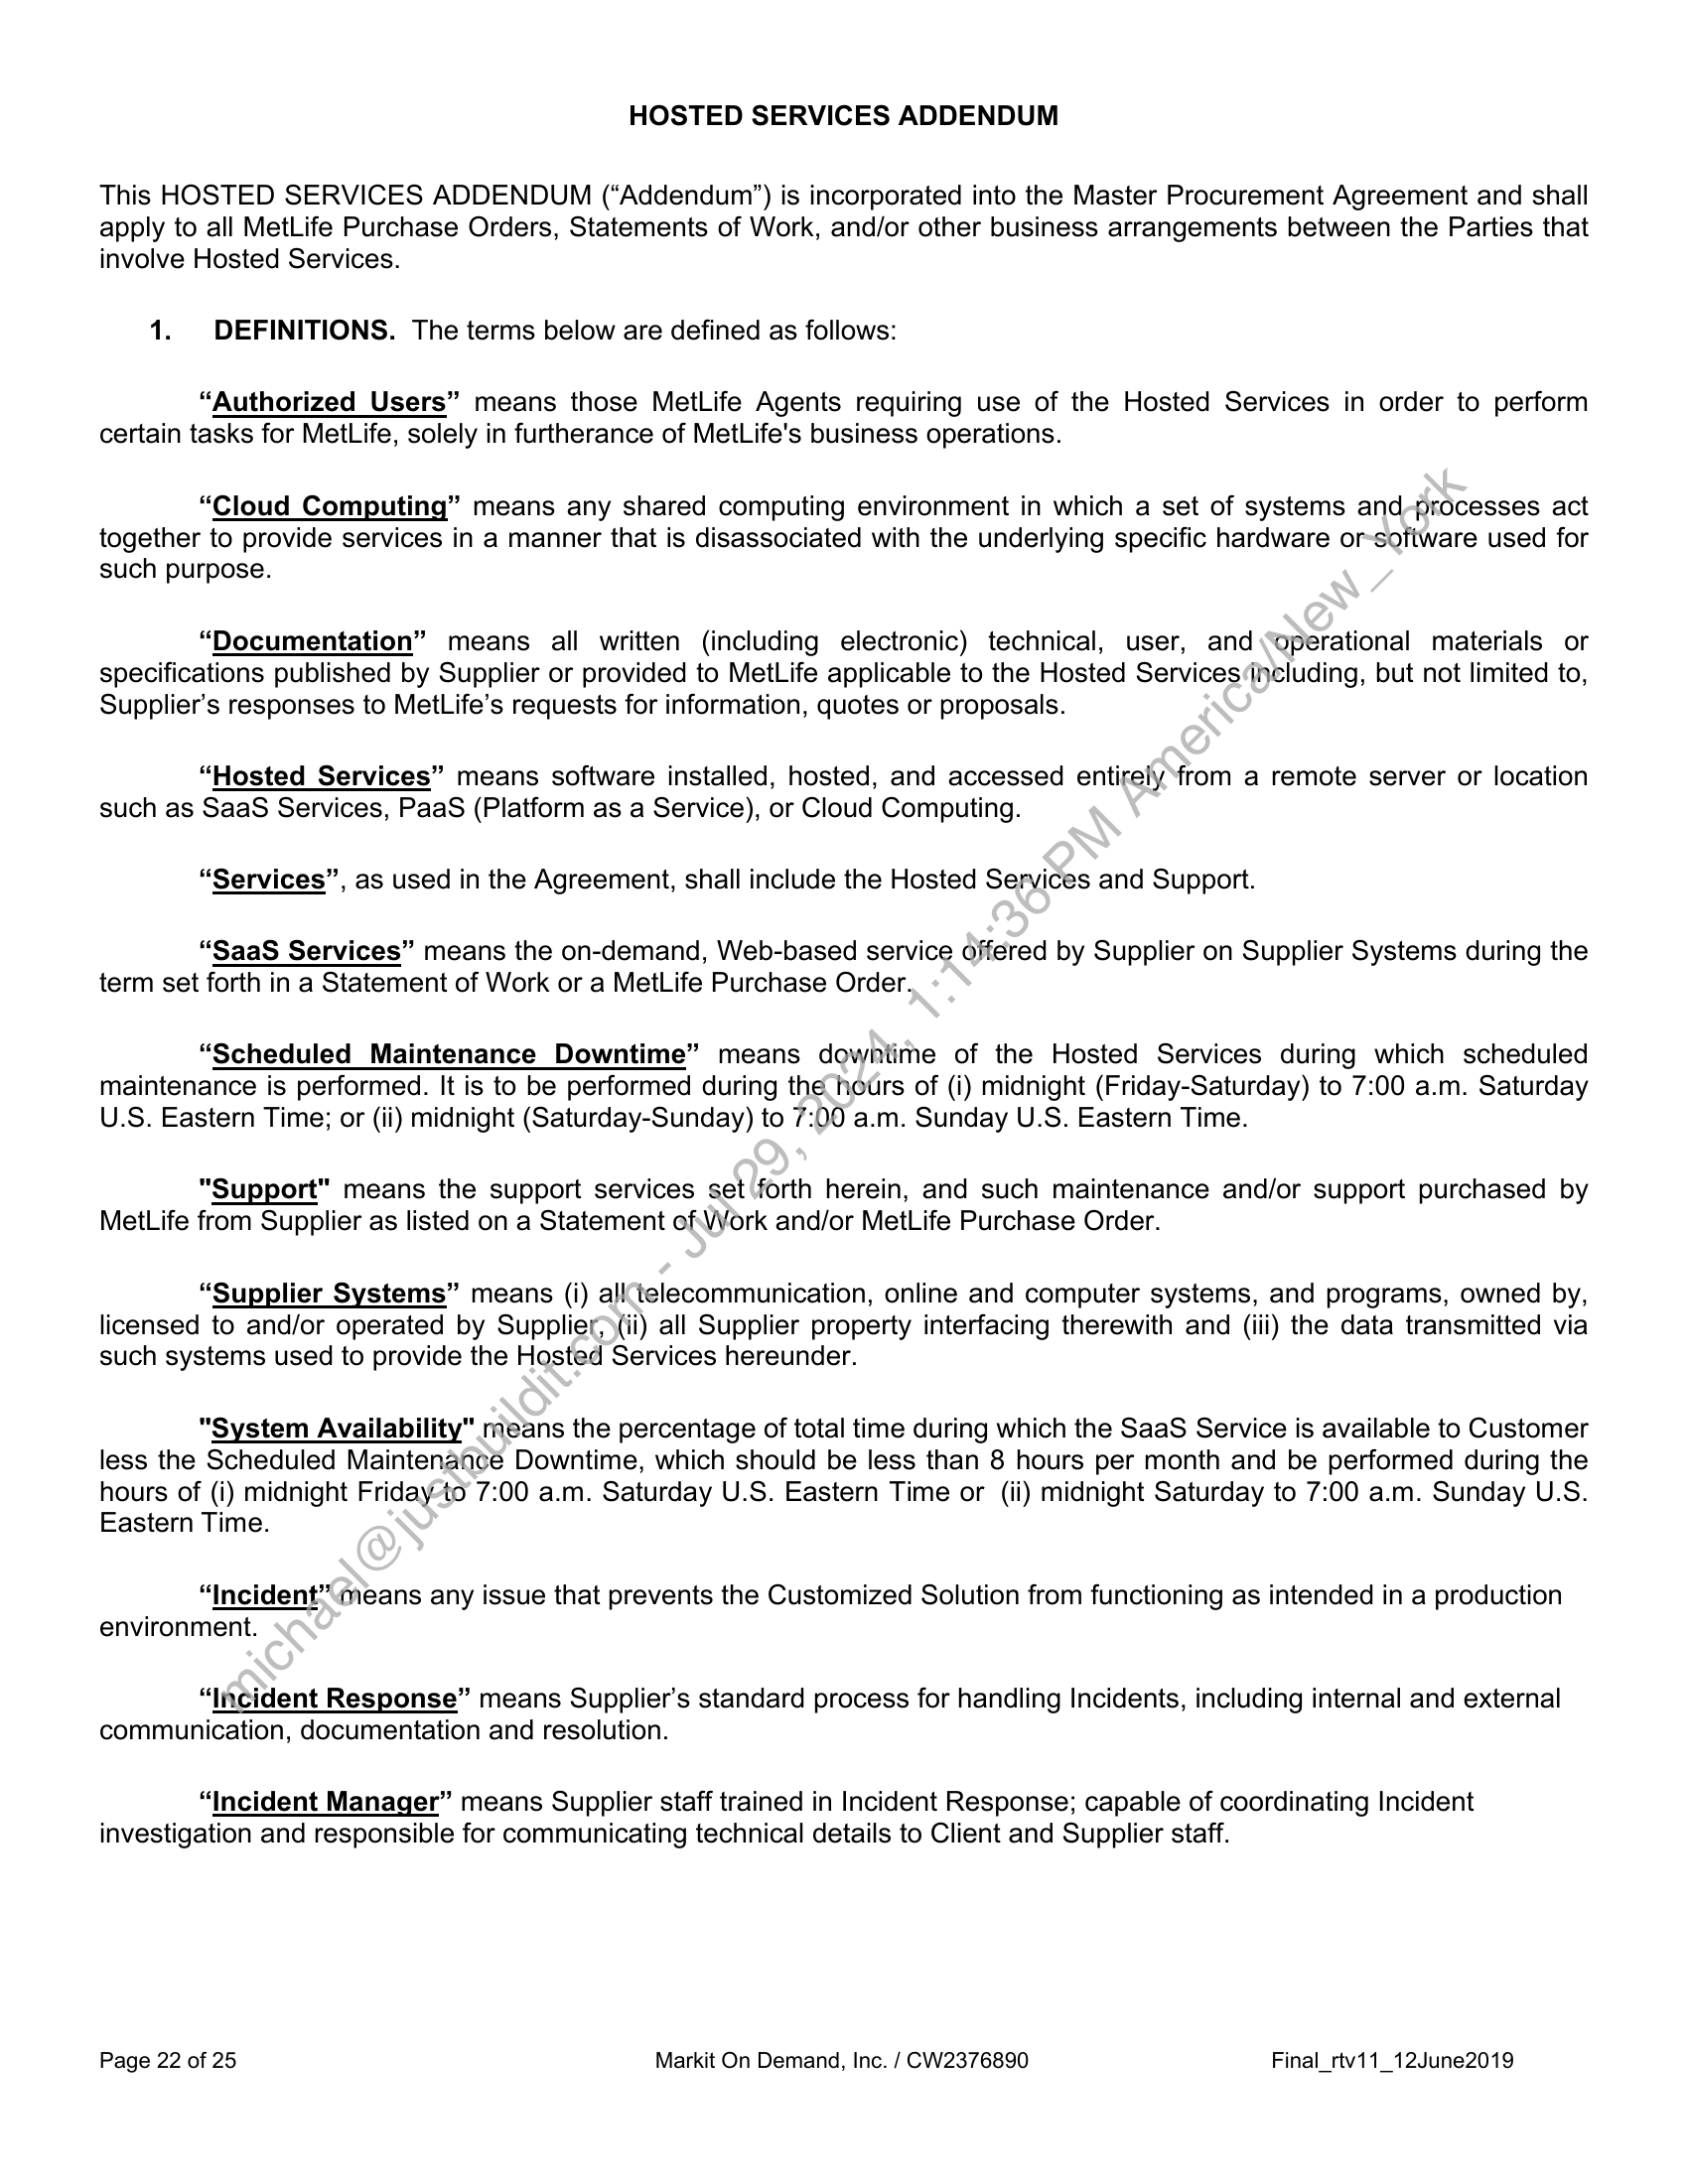 HOSTED SERVICES ADDENDUM
This HOSTED SERVICES ADDENDUM (“Addendum”) is incorporated into the Master Procurement Agreement and shall
apply to all MetLife Purchase Orders, Statements of Work, and/or other business arrangements between the Parties that
involve Hosted Services.
1. DEFINITIONS. The terms below are defined as follows:
“Authorized Users” means those MetLife Agents requiring use of the Hosted Services in order to perform
certain tasks for MetLife, solely in furtherance of MetLife's business operations.
“Cloud Computing” means any shared computing environment in which a set of systems and processes act
together to provide services in a manner that is disassociated with the underlying specific hardware or software used for
such purpose.
“Documentation” means all written (including electronic) technical, user, and operational materials or
specifications published by Supplier or provided to MetLife applicable to the Hosted Services including, but not limited to,
Supplier’s responses to MetLife’s requests for information, quotes or proposals.
“Hosted Services” means software installed, hosted, and accessed entirely from a remote server or location
such as SaaS Services, PaaS (Platform as a Service), or Cloud Computing.
“Services”, as used in the Agreement, shall include the Hosted Services and Support.
“SaaS Services” means the on-demand, Web-based service offered by Supplier on Supplier Systems during the
term set forth in a Statement of Work or a MetLife Purchase Order.
“Scheduled Maintenance Downtime” means downtime of the Hosted Services during which scheduled
maintenance is performed. It is to be performed during the hours of (i) midnight (Friday-Saturday) to 7:00 a.m. Saturday
U.S. Eastern Time; or (ii) midnight (Saturday-Sunday) to 7:00 a.m. Sunday U.S. Eastern Time.
"Support" means the support services set forth herein, and such maintenance and/or support purchased by
MetLife from Supplier as listed on a Statement of Work and/or MetLife Purchase Order.
“Supplier Systems” means (i) all telecommunication, online and computer systems, and programs, owned by,
licensed to and/or operated by Supplier, (ii) all Supplier property interfacing therewith and (iii) the data transmitted via
such systems used to provide the Hosted Services hereunder.
"System Availability" means the percentage of total time during which the SaaS Service is available to Customer
less the Scheduled Maintenance Downtime, which should be less than 8 hours per month and be performed during the
hours of (i) midnight Friday to 7:00 a.m. Saturday U.S. Eastern Time or (ii) midnight Saturday to 7:00 a.m. Sunday U.S.
Eastern Time.
“Incident” means any issue that prevents the Customized Solution from functioning as intended in a production
environment.
“Incident Response” means Supplier’s standard process for handling Incidents, including internal and external
communication, documentation and resolution.
“Incident Manager” means Supplier staff trained in Incident Response; capable of coordinating Incident
investigation and responsible for communicating technical details to Client and Supplier staff.
michael@justbuildit.com - Jul 29, 2024, 1:14:36 PM America/New_York
Page 22 of 25 Markit On Demand, Inc. / CW2376890 Final_rtv11_12June2019